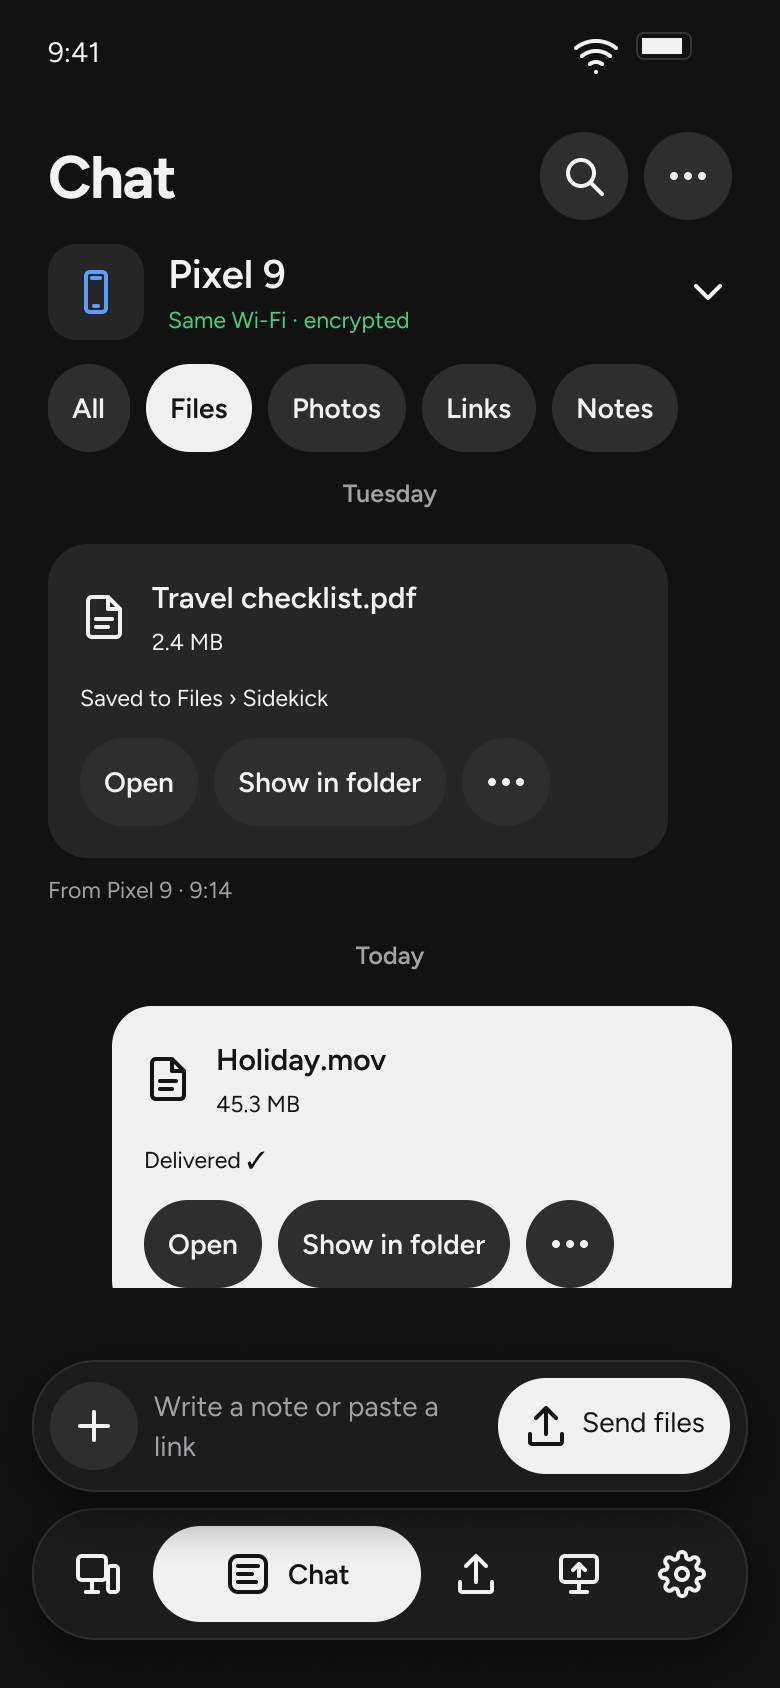 9:41
Chat
Pixel 9
Same Wi-Fi · encrypted
All Files Photos Links Notes
Tuesday
Travel checklist.pdf
2.4 MB
Saved to Files › Sidekick
Open Show in folder
From Pixel 9 · 9:14
Today
Holiday.mov
45.3 MB
Delivered ✓
Open Show in folder
Write a note or paste a
link
Send files
Chat